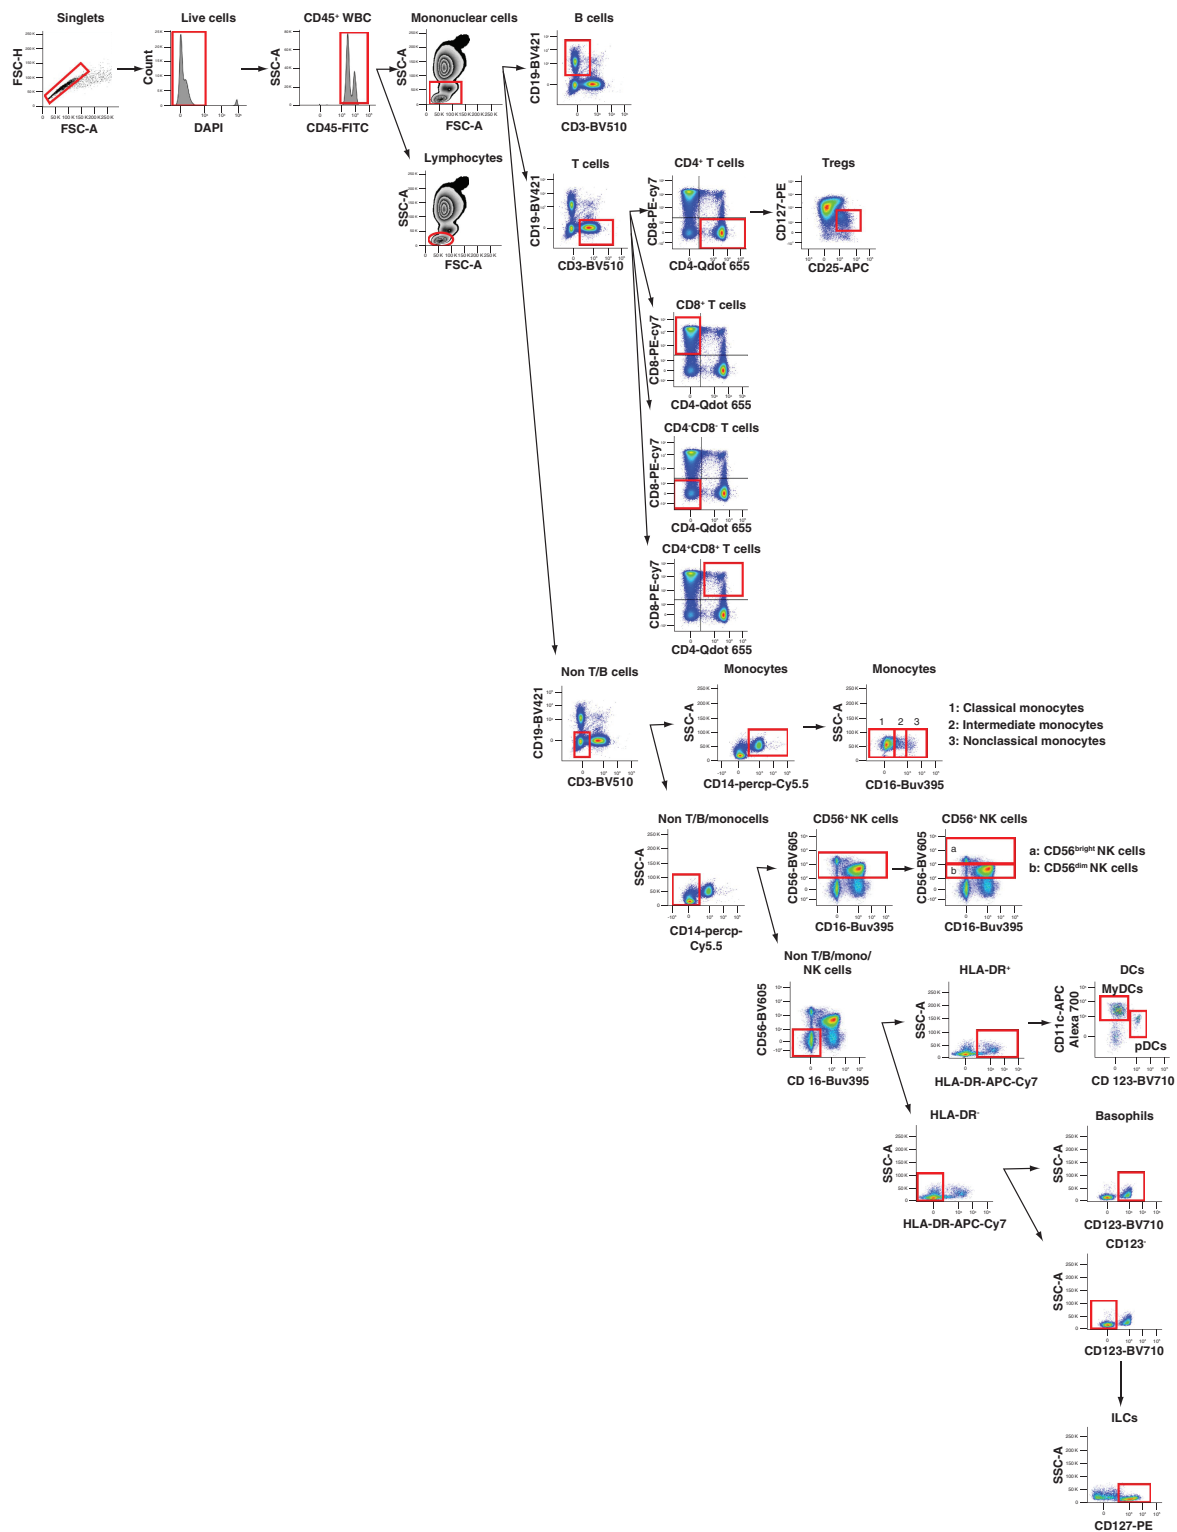 Singlets
Live cells
CD45⁺ WBC
Mononuclear cells
B cells
FSC-H
FSC-A
Count
DAPI
SSC-A
CD45-FITC
SSC-A
FSC-A
CD19-BV421
CD3-BV510
Lymphocytes
SSC-A
FSC-A
T cells
CD19-BV421
CD3-BV510
CD4⁺ T cells
CD8-PE-cy7
CD4-Qdot 655
Tregs
CD127-PE
CD25-APC
CD8⁺ T cells
CD8-PE-cy7
CD4-Qdot 655
CD4⁻CD8⁻ T cells
CD8-PE-cy7
CD4-Qdot 655
CD4⁺CD8⁺ T cells
CD8-PE-cy7
CD4-Qdot 655
Non T/B cells
CD19-BV421
CD3-BV510
Monocytes
SSC-A
CD14-percp-Cy5.5
Monocytes
SSC-A
1 2 3
CD16-Buv395
1: Classical monocytes
2: Intermediate monocytes
3: Nonclassical monocytes
Non T/B/monocells
SSC-A
CD14-percp-
Cy5.5
CD56⁺ NK cells
CD56-BV605
CD16-Buv395
CD56⁺ NK cells
CD56-BV605
a
b
CD16-Buv395
a: CD56ᵇʳⁱᵍʰᵗ NK cells
b: CD56ᵈⁱᵐ NK cells
Non T/B/mono/
NK cells
CD56-BV605
CD 16-Buv395
HLA-DR⁺
SSC-A
HLA-DR-APC-Cy7
DCs
MyDCs
CD11c-APC
Alexa 700
pDCs
CD 123-BV710
HLA-DR⁻
SSC-A
HLA-DR-APC-Cy7
Basophils
SSC-A
CD123-BV710
CD123⁻
SSC-A
CD123-BV710
ILCs
SSC-A
CD127-PE